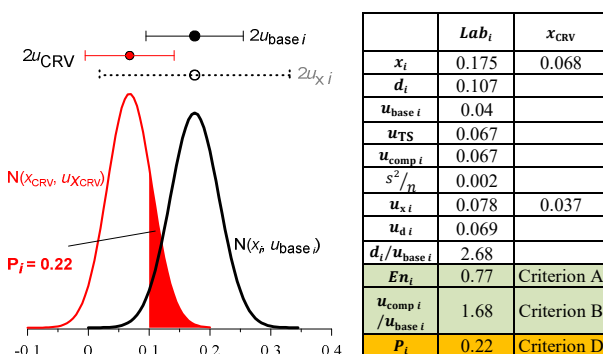 2u_base i
2u_CRV
2u_x i
N(x_CRV, u_XCRV)
N(x_i, u_base i)
P_i = 0.22
-0.1 0 0.1 0.2 0.3 0.4
Lab_i x_CRV
x_i 0.175 0.068
d_i 0.107
u_base i 0.04
u_TS 0.067
u_comp i 0.067
s²/n 0.002
u_x i 0.078 0.037
u_d i 0.069
d_i/u_base i 2.68
En_i 0.77 Criterion A
u_comp i
/u_base i 1.68 Criterion B
P_i 0.22 Criterion D